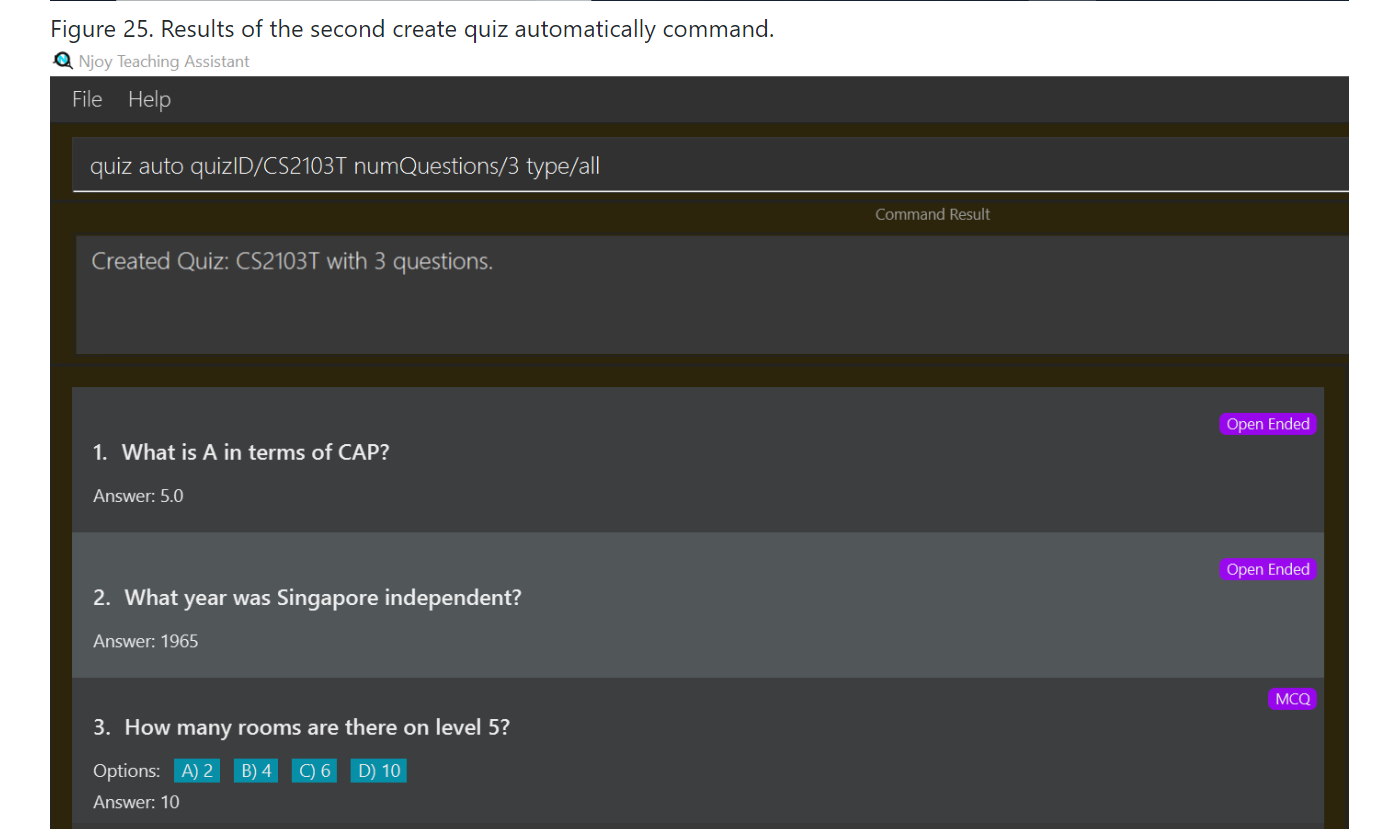 Figure 25. Results of the second create quiz automatically command.
Njoy Teaching Assistant
File Help
quiz auto quizID/CS2103T numQuestions/3 type/all
Command Result
Created Quiz: CS2103T with 3 questions.
Open Ended
1. What is A in terms of CAP?
Answer: 5.0
Open Ended
2. What year was Singapore independent?
Answer: 1965
MCQ
3. How many rooms are there on level 5?
Options: A) 2 B) 4 C) 6 D) 10
Answer: 10